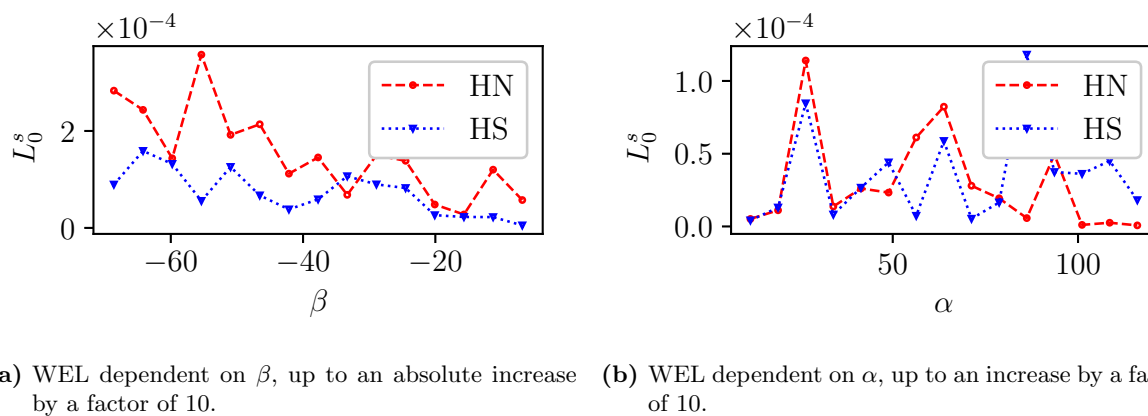 ×10⁻⁴
L₀ˢ
2
0
HN
HS
−60
−40
−20
β
×10⁻⁴
L₀ˢ
1.0
0.5
0.0
HN
HS
50
100
α
a) WEL dependent on β, up to an absolute increase
by a factor of 10.
(b) WEL dependent on α, up to an increase by a fa
of 10.